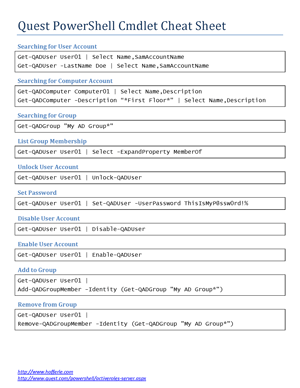 Quest PowerShell Cmdlet Cheat Sheet
Searching for User Account
Get-QADUser User01 | Select Name,SamAccountName
Get-QADUser -LastName Doe | Select Name,SamAccountName
Searching for Computer Account
Get-QADComputer Computer01 | Select Name,Description
Get-QADComputer -Description "*First Floor*" | Select Name,Description
Searching for Group
Get-QADGroup "My AD Group*"
List Group Membership
Get-QADUser User01 | Select -ExpandProperty MemberOf
Unlock User Account
Get-QADUser User01 | Unlock-QADUser
Set Password
Get-QADUser User01 | Set-QADUser -UserPassword ThisIsMyP@ssw0rd!%
Disable User Account
Get-QADUser User01 | Disable-QADUser
Enable User Account
Get-QADUser User01 | Enable-QADUser
Add to Group
Get-QADUser User01 |
Add-QADGroupMember -Identity (Get-QADGroup "My AD Group*")
Remove from Group
Get-QADUser User01 |
Remove-QADGroupMember -Identity (Get-QADGroup "My AD Group*")
http://www.quest.com/powershell/activeroles-server.aspx